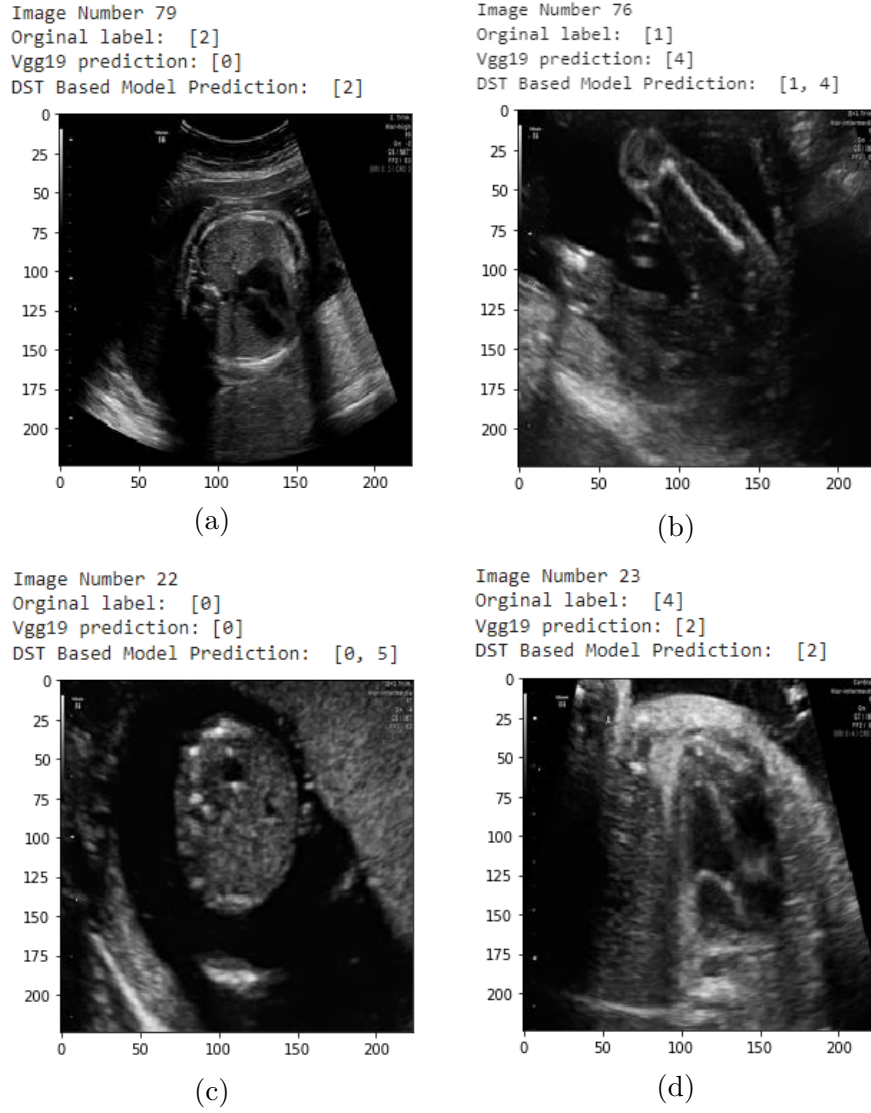 Image Number 79
Orginal label:  [2]
Vgg19 prediction: [0]
DST Based Model Prediction:  [2]
0
25
50
75
100
125
150
175
200
0 50 100 150 200
(a)
Image Number 76
Orginal label:  [1]
Vgg19 prediction: [4]
DST Based Model Prediction:  [1, 4]
0
25
50
75
100
125
150
175
200
0 50 100 150 200
(b)
Image Number 22
Orginal label:  [0]
Vgg19 prediction: [0]
DST Based Model Prediction:  [0, 5]
0
25
50
75
100
125
150
175
200
0 50 100 150 200
(c)
Image Number 23
Orginal label:  [4]
Vgg19 prediction: [2]
DST Based Model Prediction:  [2]
0
25
50
75
100
125
150
175
200
A
0 50 100 150 200
(d)